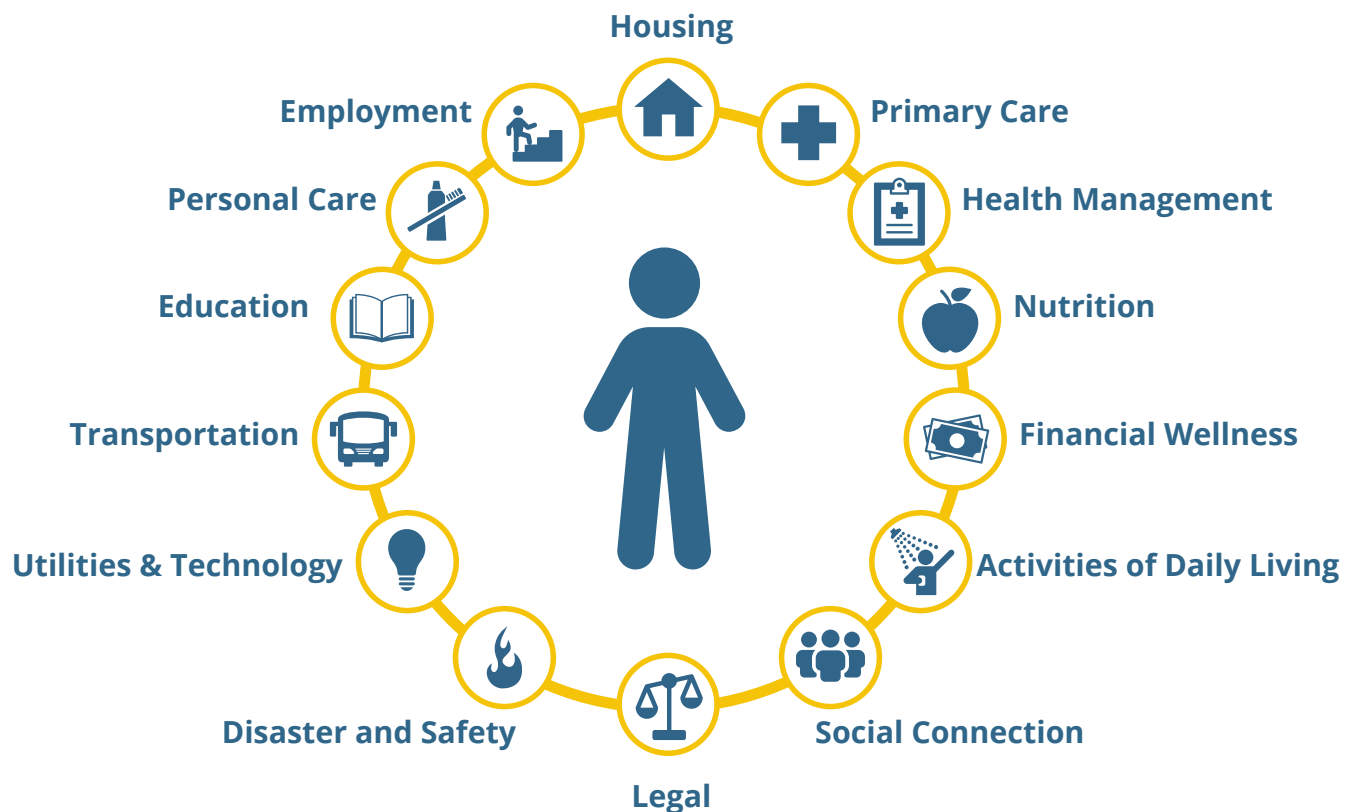 Housing
Employment
Primary Care
Personal Care
Health Management
Education
Nutrition
Transportation
Financial Wellness
Utilities & Technology
Activities of Daily Living
Disaster and Safety
Social Connection
Legal